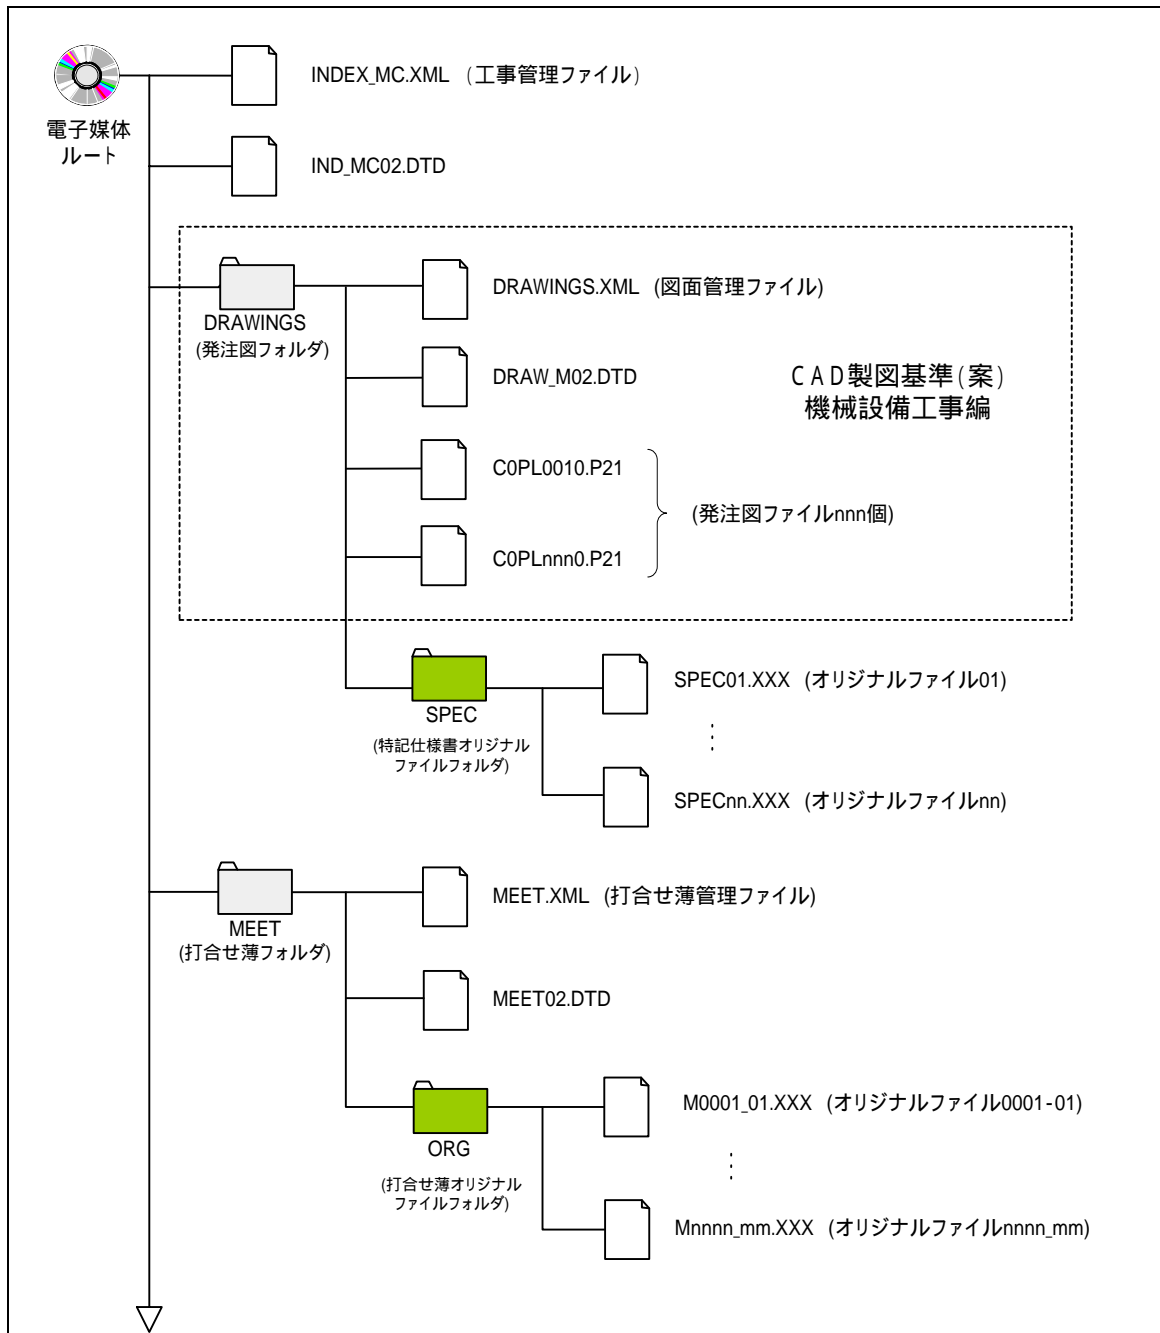 INDEX_MC.XML (工事管理ファイル)
電子媒体
ルート
IND_MC02.DTD
DRAWINGS.XML (図面管理ファイル)
DRAWINGS
(発注図フォルダ)
DRAW_M02.DTD
CAD製図基準(案)
機械設備工事編
C0PL0010.P21
(発注図ファイルnnn個)
C0PLnnn0.P21
SPEC01.XXX (オリジナルファイル01)
SPEC
(特記仕様書オリジナル
ファイルフォルダ)
SPECnn.XXX (オリジナルファイルnn)
MEET.XML (打合せ薄管理ファイル)
MEET
(打合せ薄フォルダ)
MEET02.DTD
M0001_01.XXX (オリジナルファイル0001-01)
ORG
(打合せ薄オリジナル
ファイルフォルダ)
Mnnnn_mm.XXX (オリジナルファイルnnnn_mm)